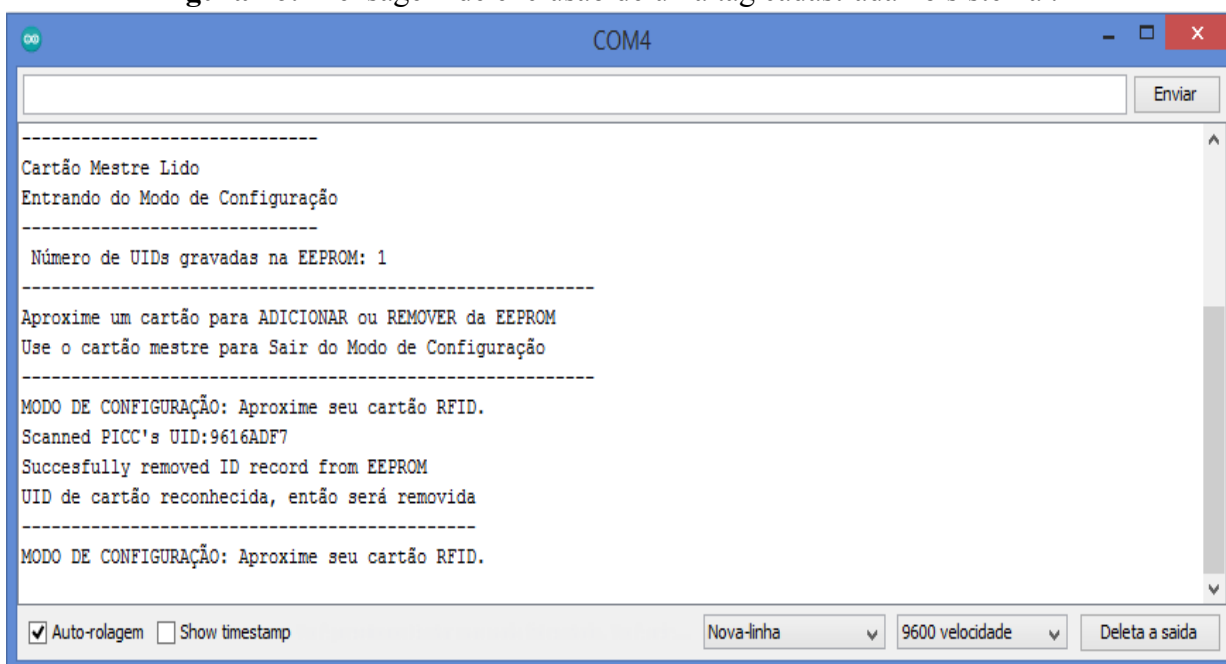 COM4
Enviar
------------------------------
Cartão Mestre Lido
Entrando do Modo de Configuração
------------------------------
Número de UIDs gravadas na EEPROM: 1
----------------------------------------------------------
Aproxime um cartão para ADICIONAR ou REMOVER da EEPROM
Use o cartão mestre para Sair do Modo de Configuração
----------------------------------------------------------
MODO DE CONFIGURAÇÃO: Aproxime seu cartão RFID.
Scanned PICC's UID:9616ADF7
Succesfully removed ID record from EEPROM
UID de cartão reconhecida, então será removida
----------------------------------------------
MODO DE CONFIGURAÇÃO: Aproxime seu cartão RFID.
Auto-rolagem Show timestamp Nova-linha 9600 velocidade Deleta a saida